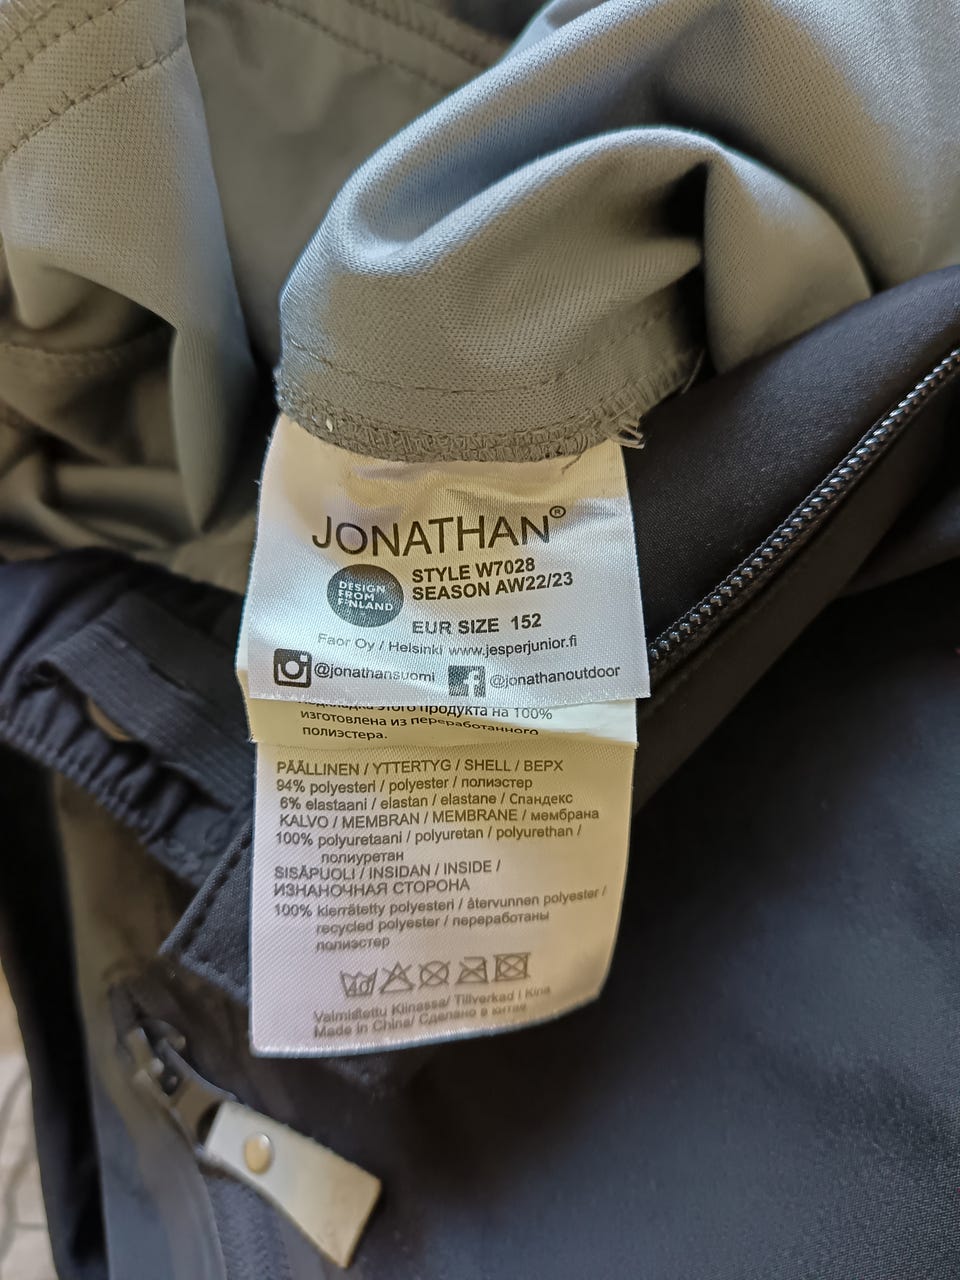 JONATHAN®
DESIGN
FROM
FINLAND
STYLE W7028
SEASON AW22/23
EUR SIZE 152
Faor Oy / Helsinki www.jesperjunior.fi
@jonathansuomi @jonathanoutdoor
этого продукта на 100%
изготовлена из переработанного
полиэстера.
PÄÄLLINEN / YTTERTYG / SHELL / ВЕРХ
94% polyesteri / polyester / полиэстер
6% elastaani / elastan / elastane / Спандекс
KALVO / MEMBRAN / MEMBRANE / мембрана
100% polyuretaani / polyuretan / polyurethan /
полиуретан
SISÄPUOLI / INSIDAN / INSIDE /
ИЗНАНОЧНАЯ СТОРОНА
100% kierrätetty polyesteri / återvunnen polyester /
recycled polyester / переработаны
полиэстер
40
Valmistettu Kiinassa/ Tillverkad i Kina
Made in China/ Сделано в китае